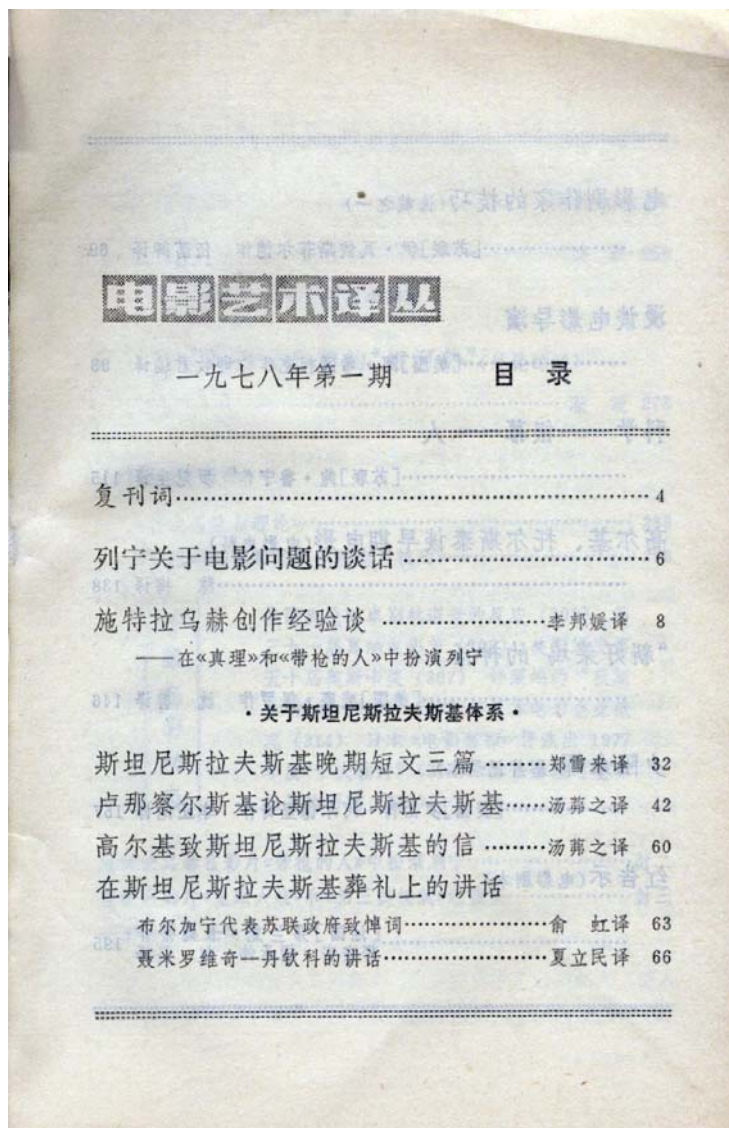 电影艺术译丛
一九七八年第一期 目 录
复刊词……4
列宁关于电影问题的谈话……6
施特拉乌赫创作经验谈……李邦媛译 8
——在《真理》和《带枪的人》中扮演列宁
·关于斯坦尼斯拉夫斯基体系·
斯坦尼斯拉夫斯基晚期短文三篇……郑雪来译 32
卢那察尔斯基论斯坦尼斯拉夫斯基……汤茀之译 42
高尔基致斯坦尼斯拉夫斯基的信……汤茀之译 60
在斯坦尼斯拉夫斯基葬礼上的讲话
布尔加宁代表苏联政府致悼词……俞 虹译 63
聂米罗维奇—丹钦科的讲话……夏立民译 66